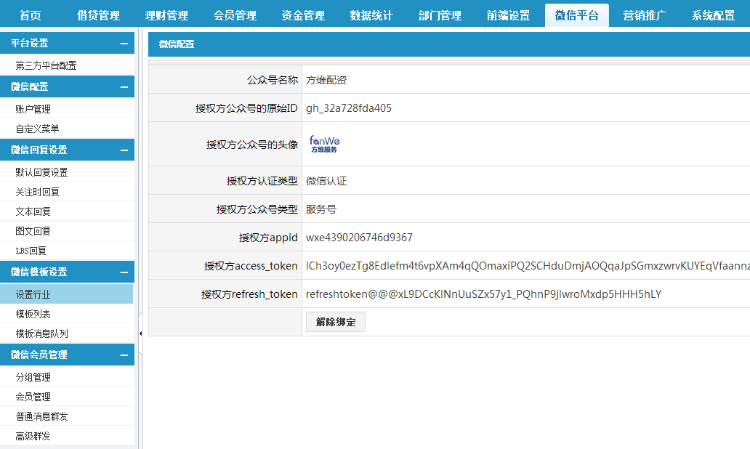 首页 借贷管理 理财管理 会员管理 资金管理 数据统计 部门管理 前端设置 微信平台 营销推广 系统配置
平台设置
第三方平台配置
微信配置
账户管理
自定义菜单
微信回复设置
默认回复设置
关注时回复
文本回复
图文回复
LBS回复
微信模板设置
设置行业
模板列表
模板消息队列
微信会员管理
分组管理
会员管理
普通消息群发
高级群发
微信配置
公众号名称 方维配资
授权方公众号的原始ID gh_32a728fda405
授权方公众号的头像 fanWe 方维服务
授权方认证类型 微信认证
授权方公众号类型 服务号
授权方appid wxe4390206746d9367
授权方access_token
授权方refresh_token
解除绑定